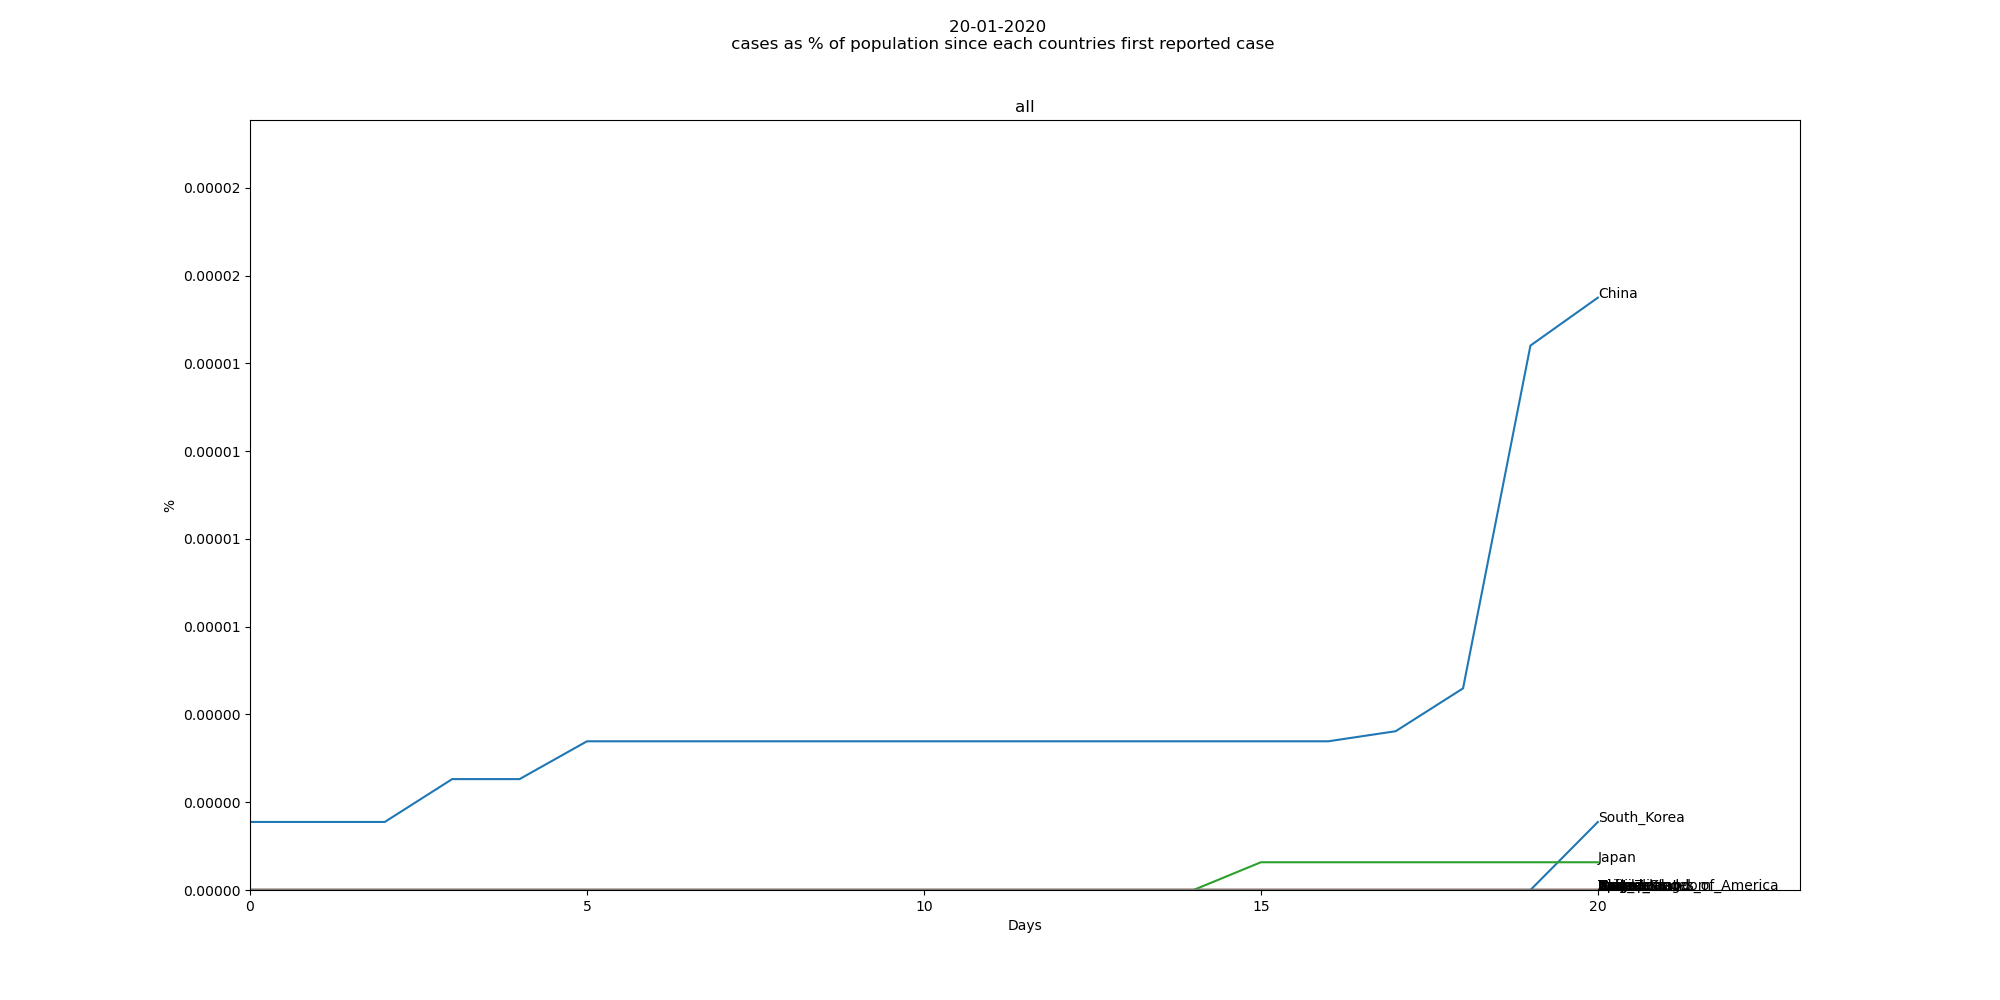 20-01-2020
cases as % of population since each countries first reported case
all
0.00002
0.00002
0.00001
0.00001
0.00001
0.00001
0.00000
0.00000
0.00000
%
China
South_Korea
Japan
of_America
0
5
10
15
20
Days